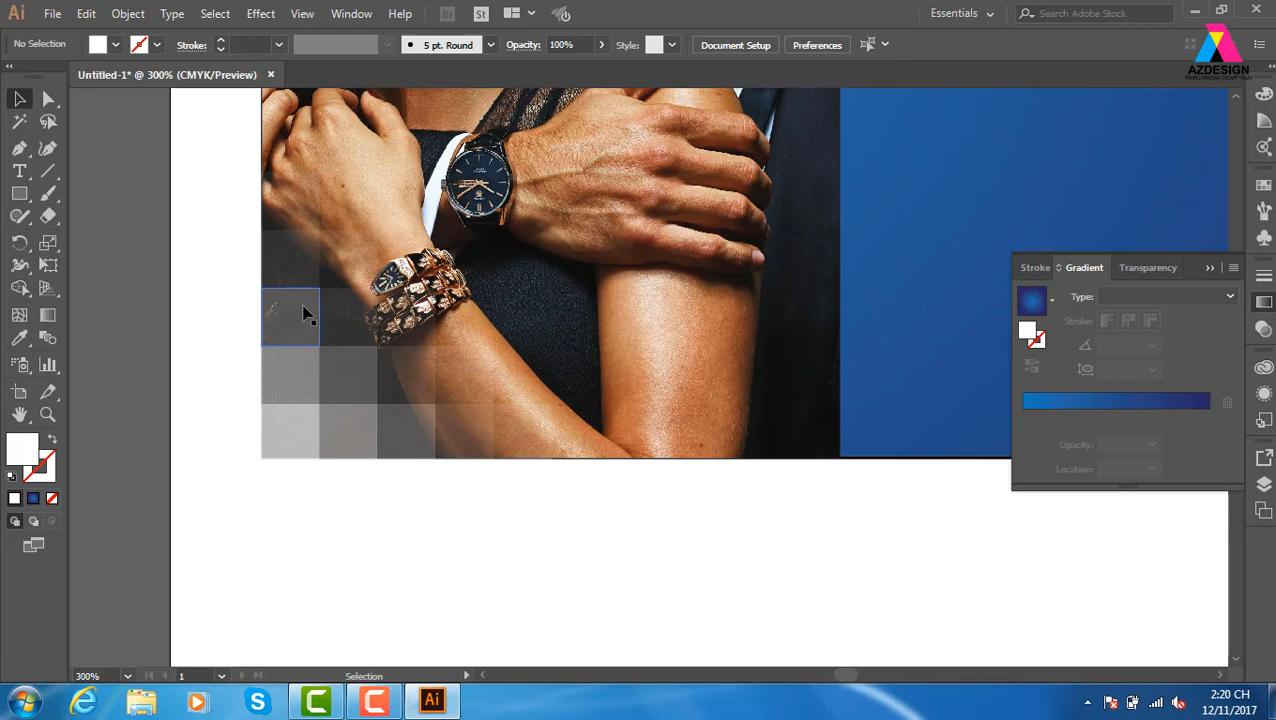 Ai File Edit Object Type Select Effect View Window Help Br St Essentials Search Adobe Stock
No Selection Stroke: 5 pt. Round Opacity: 100% Style: Document Setup Preferences
AZDESIGN
Untitled-1* @ 300% (CMYK/Preview)
Stroke Gradient Transparency
Type:
Stroke:
Opacity:
Location:
300% 1 Selection
Ai
2:20 CH
12/11/2017